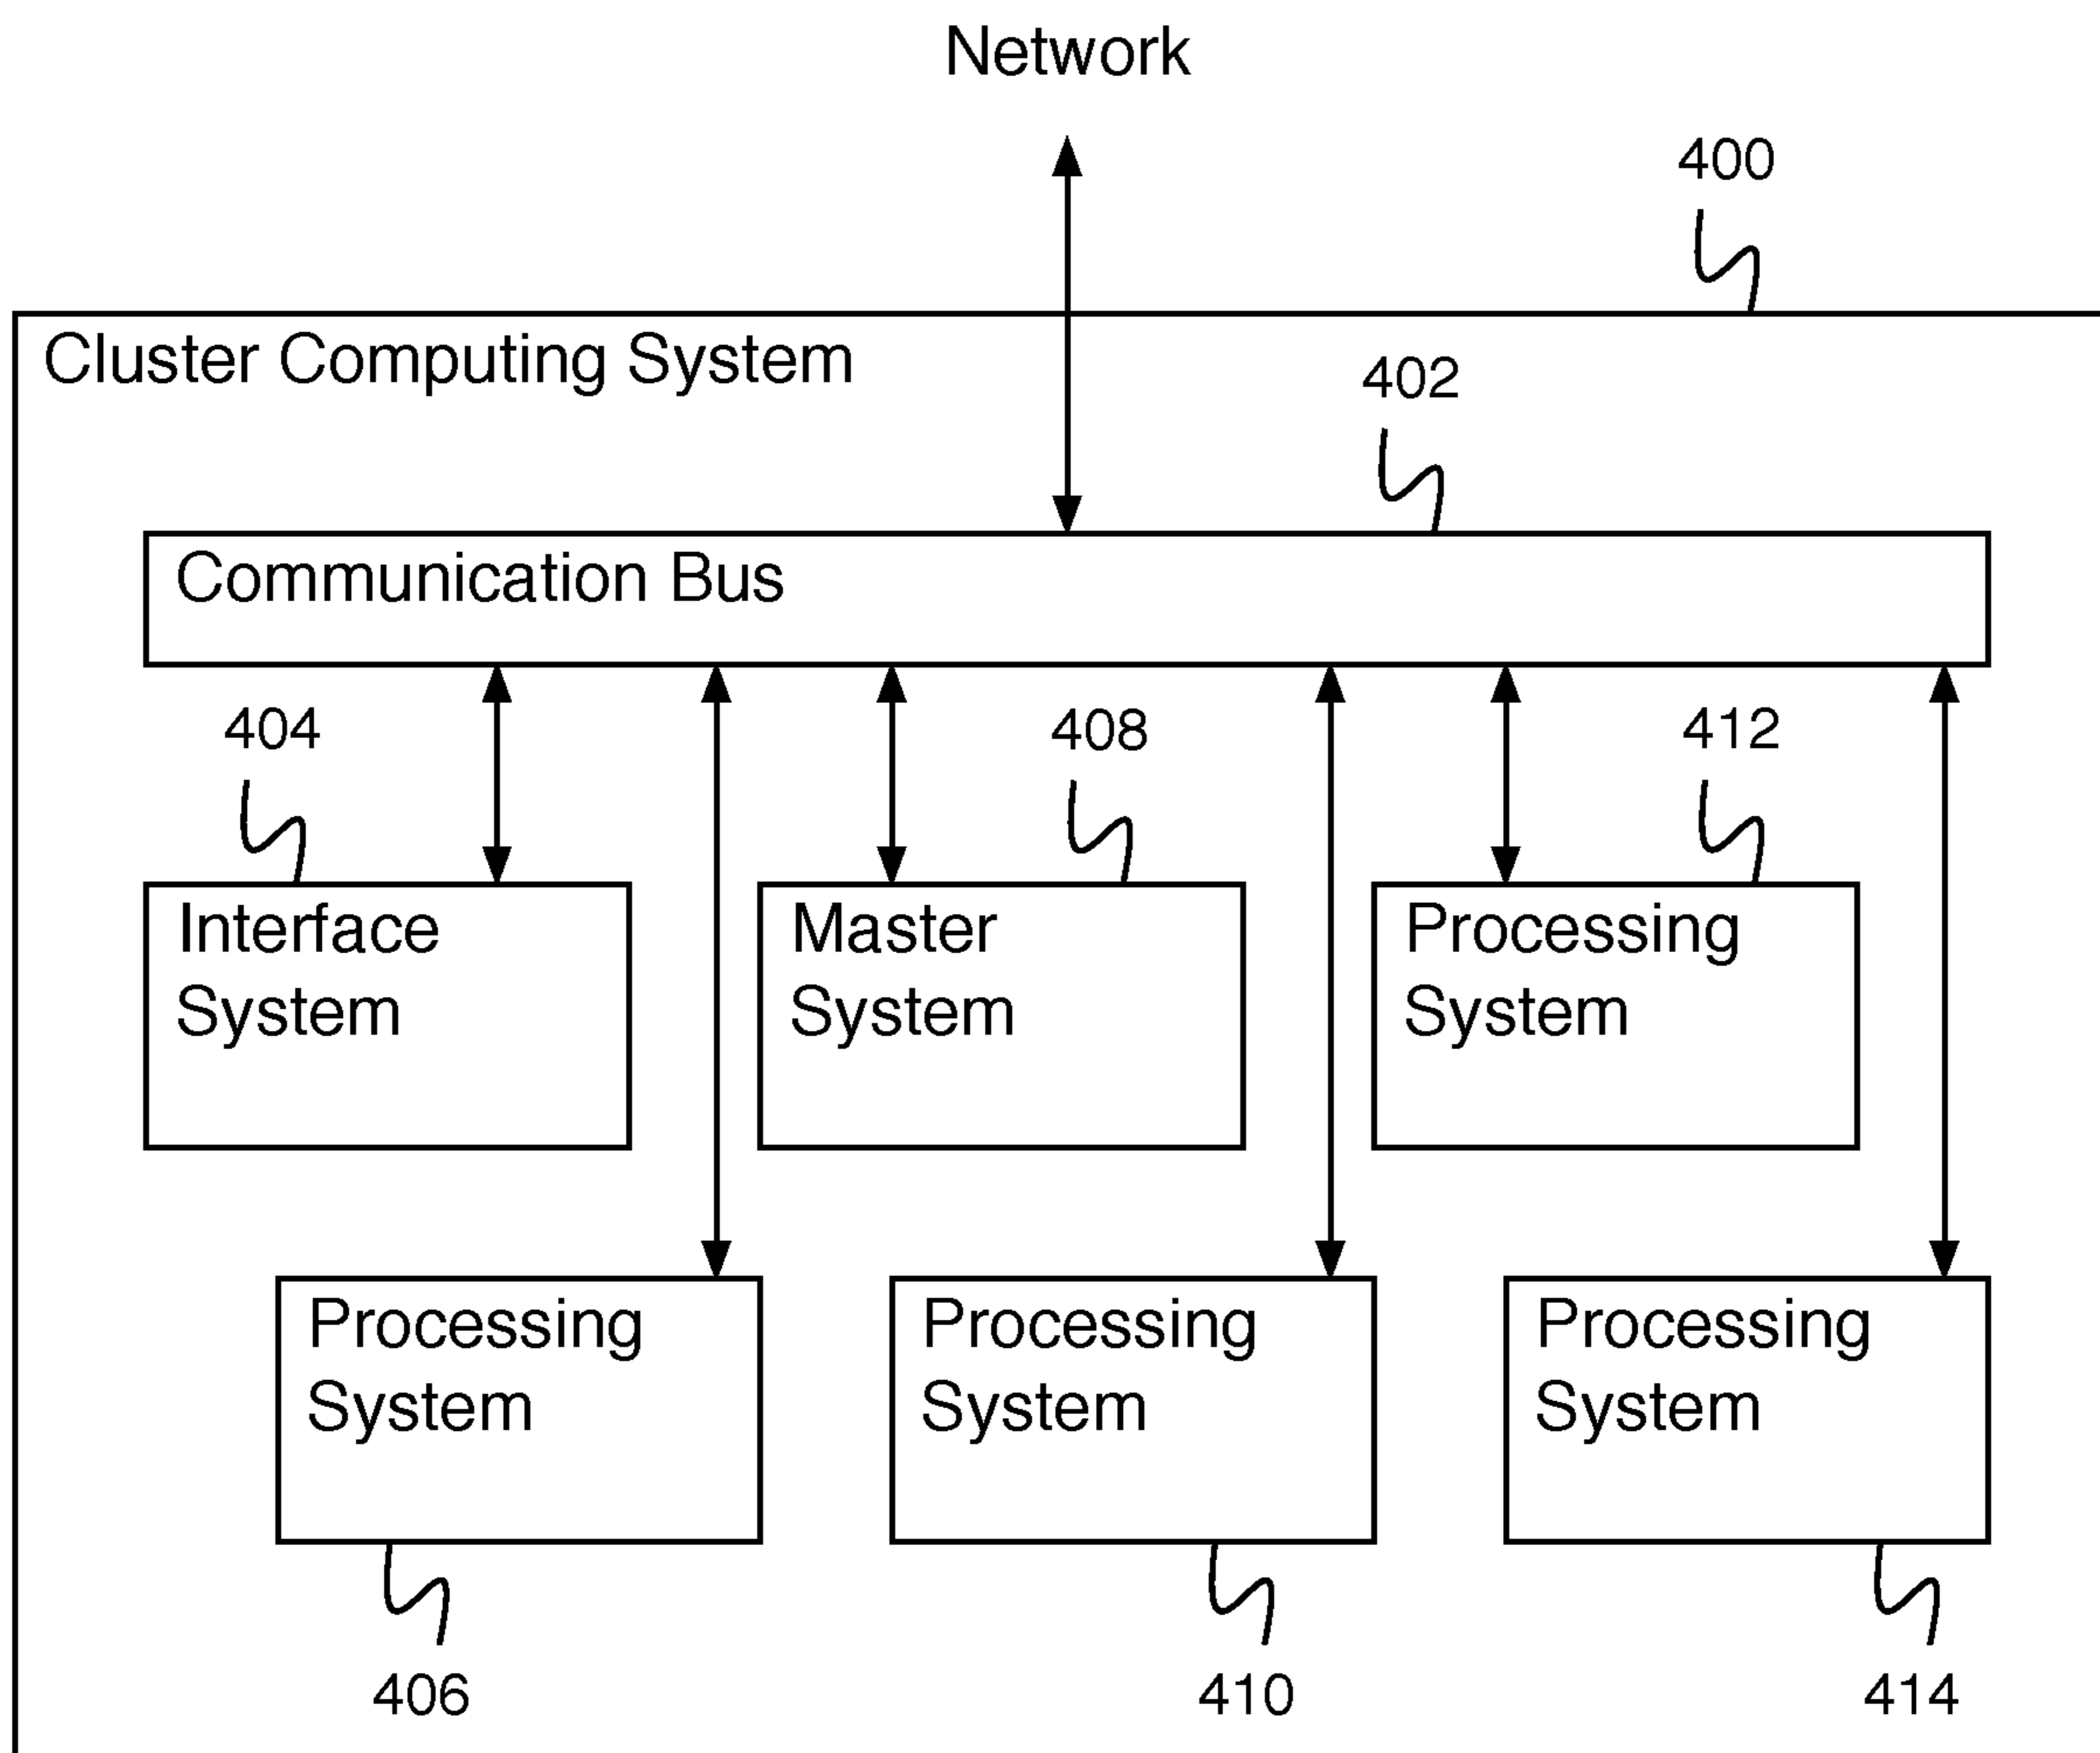 Network
400
Cluster Computing System
402
Communication Bus
404
408
412
Interface
System
Master
System
Processing
System
Processing
System
Processing
System
Processing
System
406
410
414